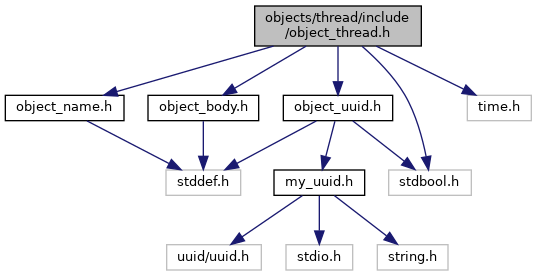 objects/thread/include
/object_thread.h
object_name.h
object_body.h
object_uuid.h
time.h
stddef.h
my_uuid.h
stdbool.h
uuid/uuid.h
stdio.h
string.h